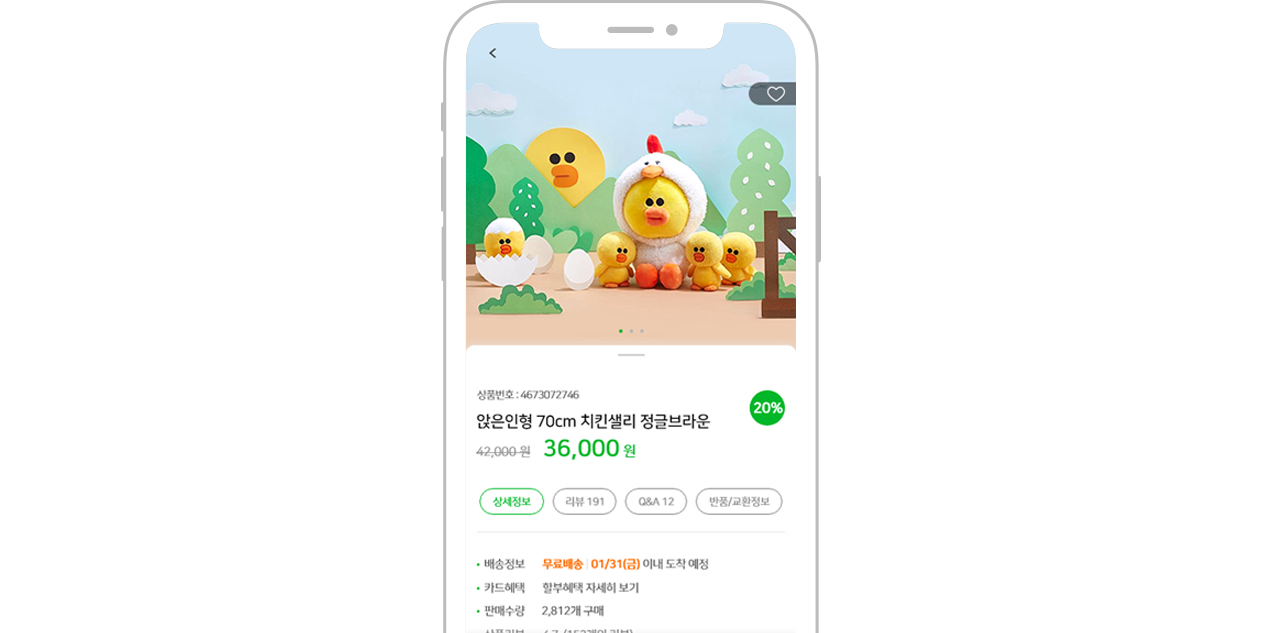 상품번호 : 4673072746
앉은인형 70cm 치킨샐리 정글브라운
20%
42,000 원 36,000 원
상세정보 리뷰 191 Q&A 12 반품/교환정보
• 배송정보 무료배송 | 01/31(금) 이내 도착 예정
• 카드혜택 할부혜택 자세히 보기
• 판매수량 2,812개 구매